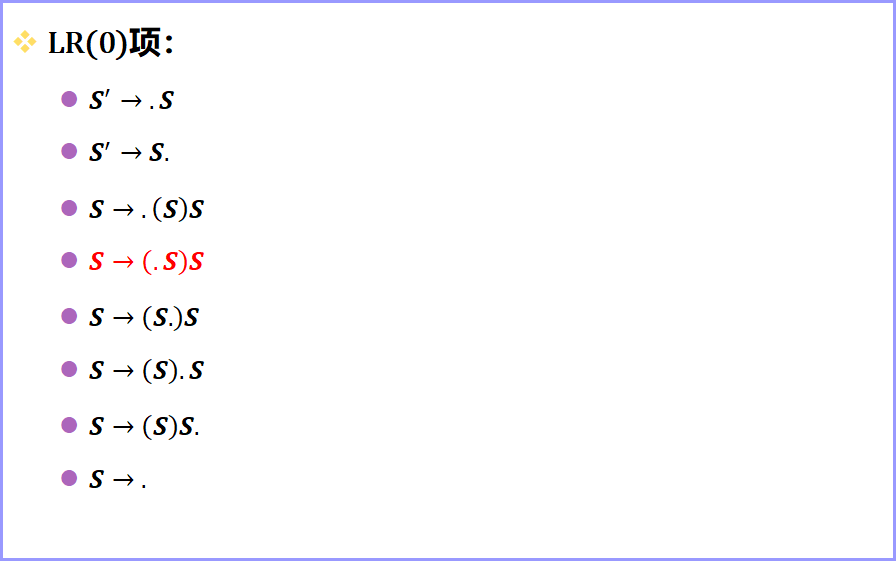 LR(0)项：
S′ → .S
S′ → S.
S → .(S)S
S → (.S)S
S → (S.)S
S → (S).S
S → (S)S.
S → .